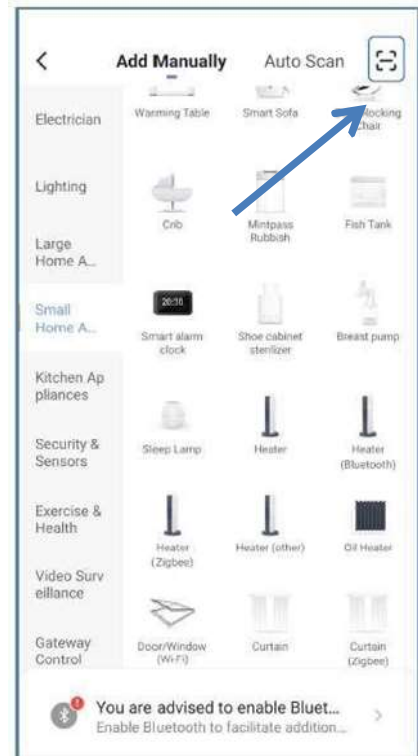 Add Manually Auto Scan
Electrician
Lighting
Large
Home A...
Small
Home A...
Kitchen Ap
pliances
Security &
Sensors
Exercise &
Health
Video Surv
eillance
Gateway
Control
Warming Table
Smart Sofa
Rocking
chair
Crib
Mintpass
Rubbish
Fish Tank
20:30
Smart alarm
clock
Shoe cabinet
sterilizer
Breast pump
Sleep Lamp
Heater
Heater
(Bluetooth)
Heater
(Zigbee)
Heater (other)
Oil Heater
Door/Window
(Wi-Fi)
Curtain
Curtain
(Zigbee)
You are advised to enable Bluet...
Enable Bluetooth to facilitate addition...